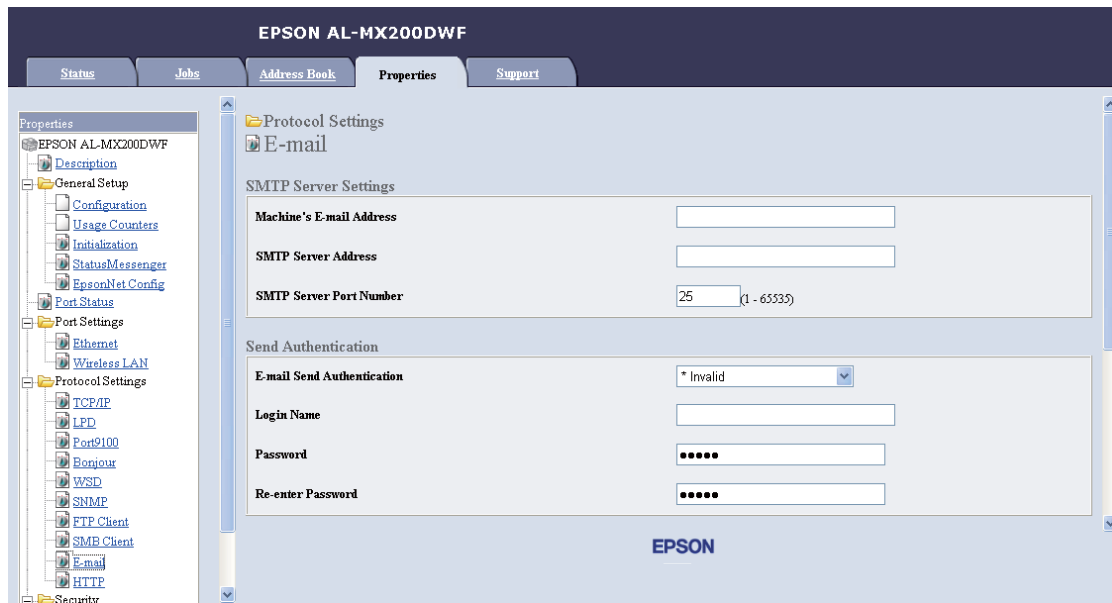 EPSON AL-MX200DWF
Status
Jobs
Address Book
Properties
Support
Properties
EPSON AL-MX200DWF
Description
General Setup
Configuration
Usage Counters
Initialization
StatusMessenger
EpsonNet Config
Port Status
Port Settings
Ethernet
Wireless LAN
Protocol Settings
TCP/IP
LPD
Port9100
Bonjour
WSD
SNMP
FTP Client
SMB Client
E-mail
HTTP
Security
Protocol Settings
E-mail
SMTP Server Settings
Machine's E-mail Address
SMTP Server Address
SMTP Server Port Number 25 (1 - 65535)
Send Authentication
E-mail Send Authentication * Invalid
Login Name
Password •••••
Re-enter Password •••••
EPSON